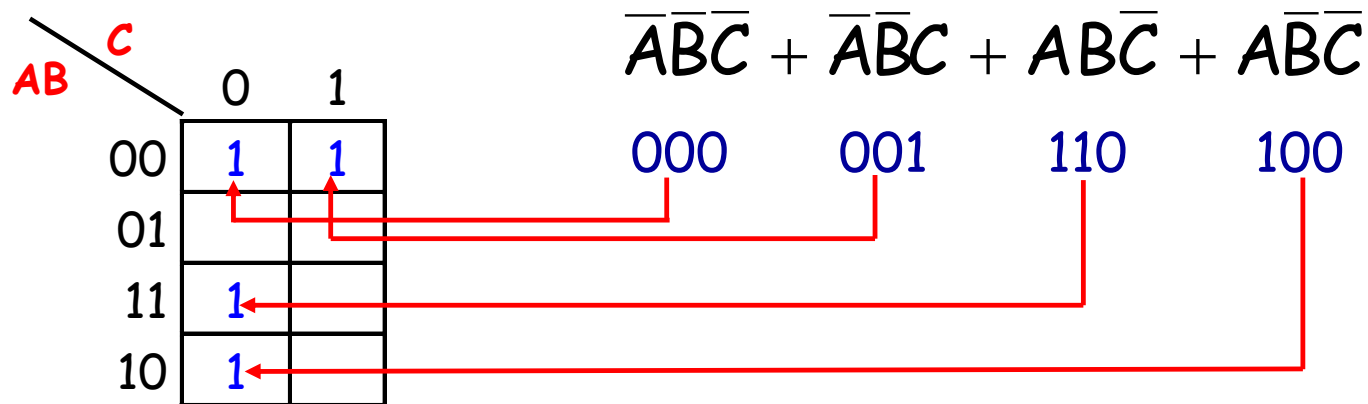 C
AB
0 1
00 1 1
01
11 1
10 1
A̅B̅C̅ + A̅B̅C + ABC̅ + AB̅C̅
000 001 110 100